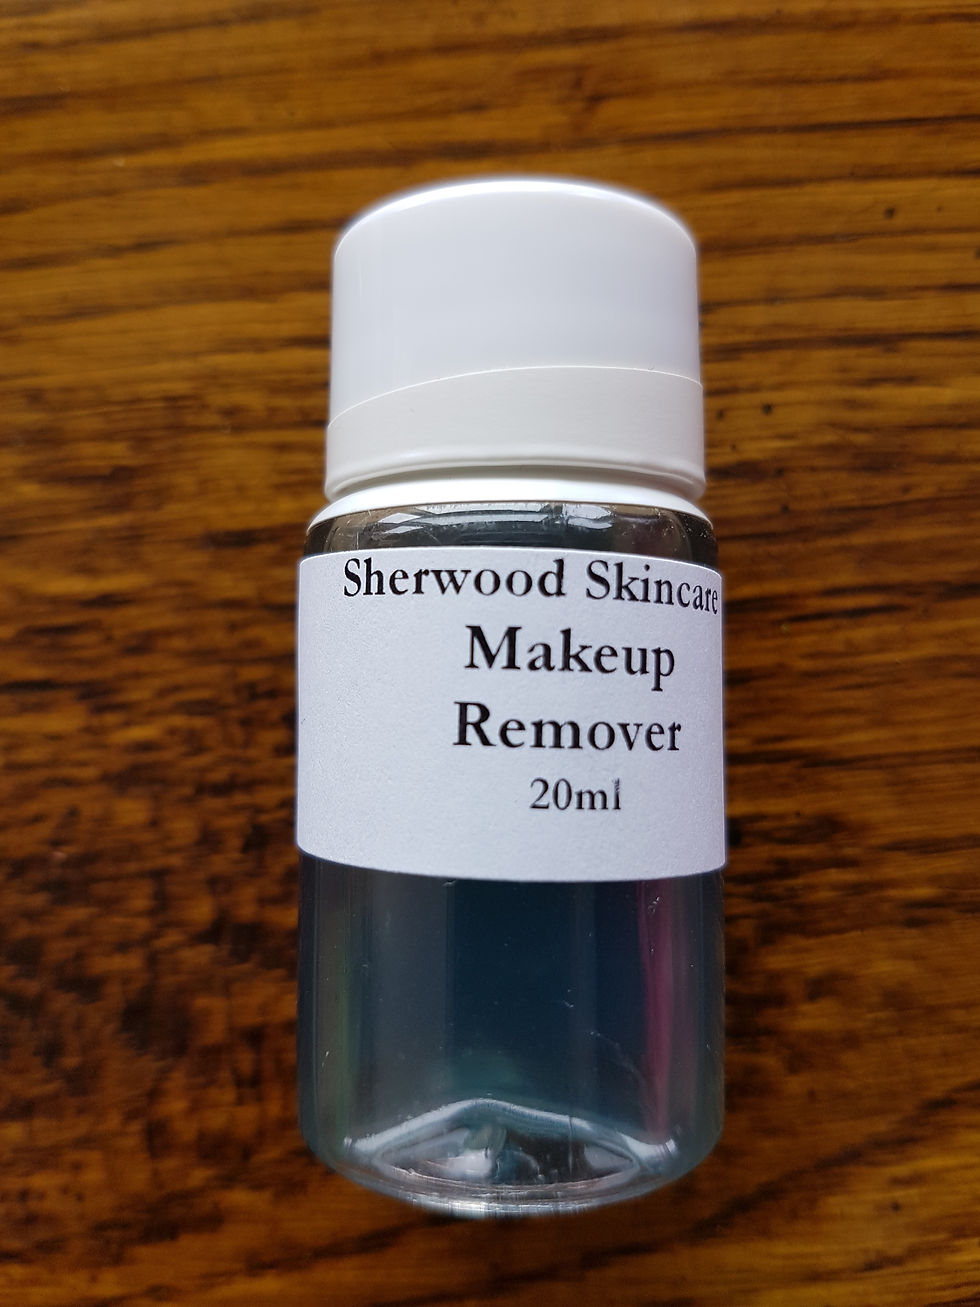 Sherwood Skincare
Makeup
Remover
20ml